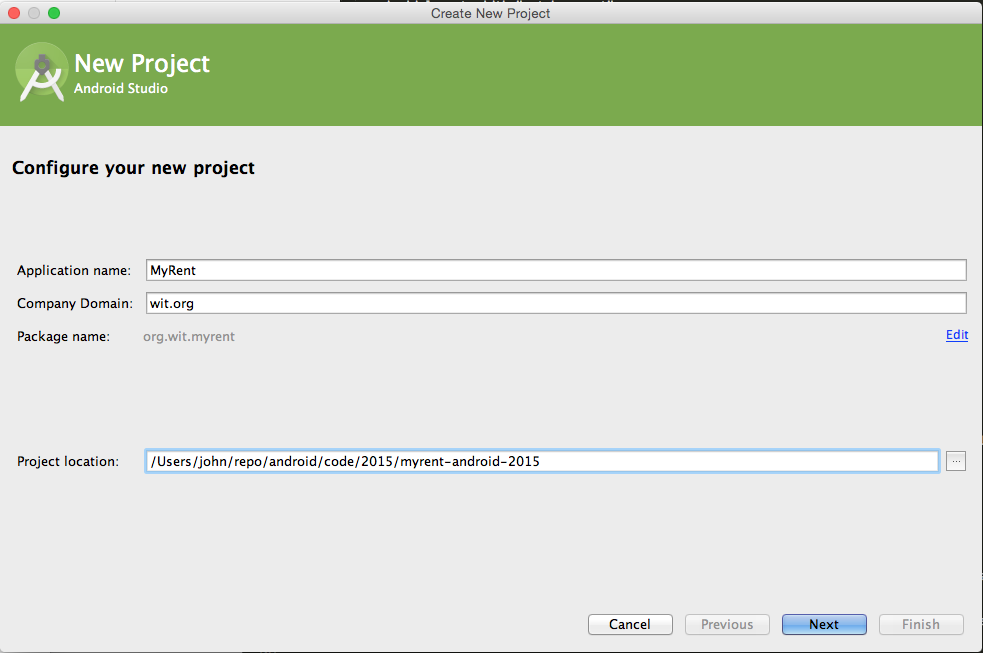 Create New Project
New Project
Android Studio
Configure your new project
Application name: MyRent
Company Domain: wit.org
Package name: org.wit.myrent Edit
Project location: /Users/john/repo/android/code/2015/myrent-android-2015 ...
Cancel Previous Next Finish